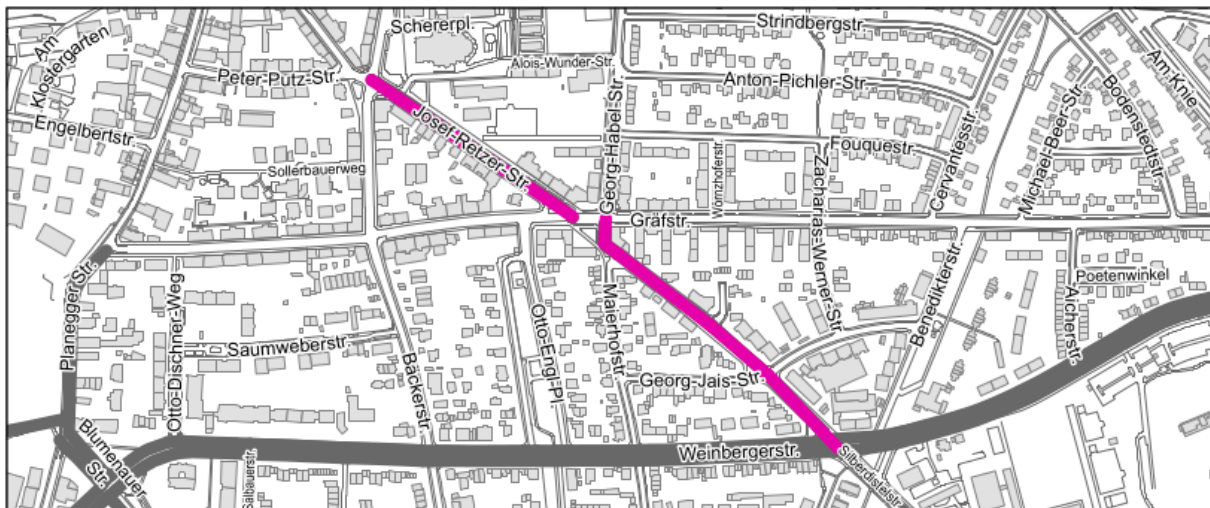 Am
Klostergarten
Schererpl.
Strindbergstr.
Peter-Putz-Str.
Alois-Wunder-Str.
Anton-Pichler-Str.
Am Knie
Bodenstedtstr.
Engelbertstr.
Josef-Retzer-Str.
Georg-Habel-Str.
Fouquestr.
Cervantesstr.
Michael-Beer-Str.
Sollerbauerweg
Wornzhoferstr.
Zacharias-Werner-Str.
Gräfstr.
Planegger Str.
Otto-Dischner-Weg
Saumweberstr.
Bäckerstr.
Otto-Engl-Pl.
Maierhofstr.
Georg-Jais-Str.
Benedikterstr.
Aicherstr.
Poetenwinkel
Blumenauer
Str.
Weinbergerstr.
Silberdistelstr.